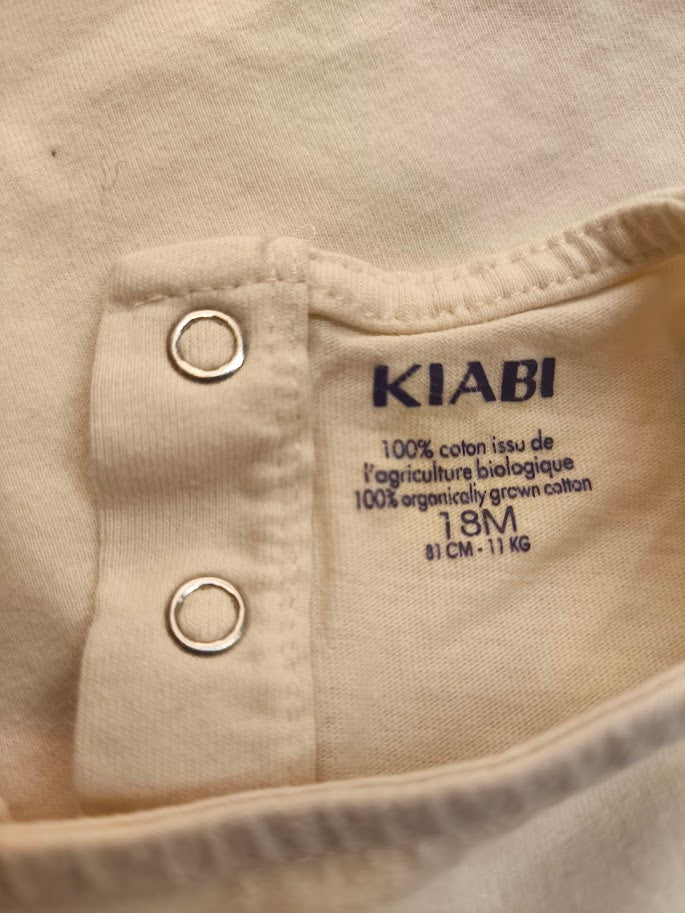 KIABI
100% coton issu de
l'agriculture biologique
100% organically grown cotton
18M
81 CM - 11 KG